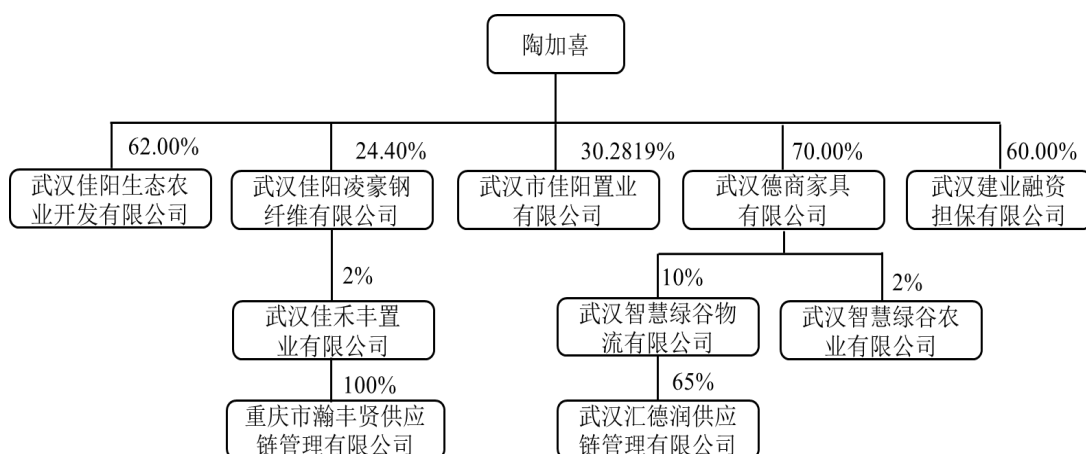 陶加喜
62.00%
24.40%
30.2819%
70.00%
60.00%
武汉佳阳生态农
业开发有限公司
武汉佳阳凌豪钢
纤维有限公司
武汉市佳阳置业
有限公司
武汉德商家具
有限公司
武汉建业融资
担保有限公司
2%
10%
2%
武汉佳禾丰置
业有限公司
武汉智慧绿谷物
流有限公司
武汉智慧绿谷农
业有限公司
100%
65%
重庆市瀚丰贤供应
链管理有限公司
武汉汇德润供应
链管理有限公司